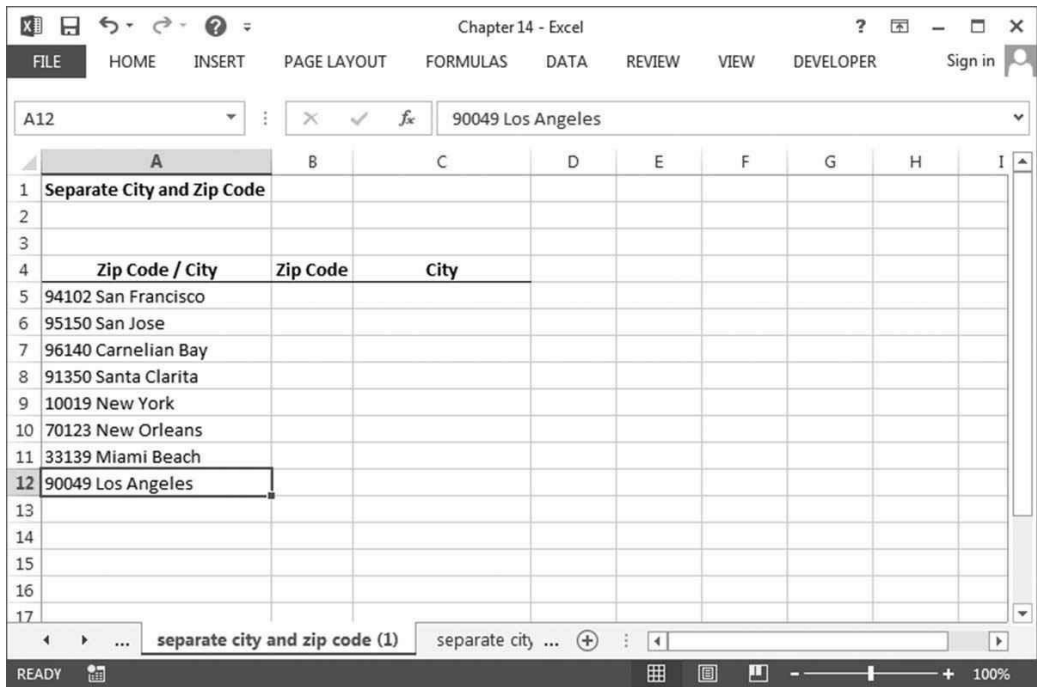 Chapter 14 - Excel ?
FILE HOME INSERT PAGE LAYOUT FORMULAS DATA REVIEW VIEW DEVELOPER Sign in
A12 fx 90049 Los Angeles
A B C D E F G H I
1 Separate City and Zip Code
2
3
4 Zip Code / City Zip Code City
5 94102 San Francisco
6 95150 San Jose
7 96140 Carnelian Bay
8 91350 Santa Clarita
9 10019 New York
10 70123 New Orleans
11 33139 Miami Beach
12 90049 Los Angeles
13
14
15
16
17
... separate city and zip code (1) separate city ...
READY 100%